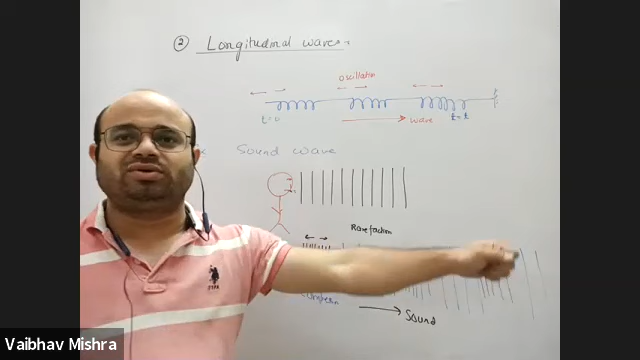 ② Longitudinal waves
oscillation
t=0
wave
t=t
Sound wave
Rarefaction
Sound
Vaibhav Mishra